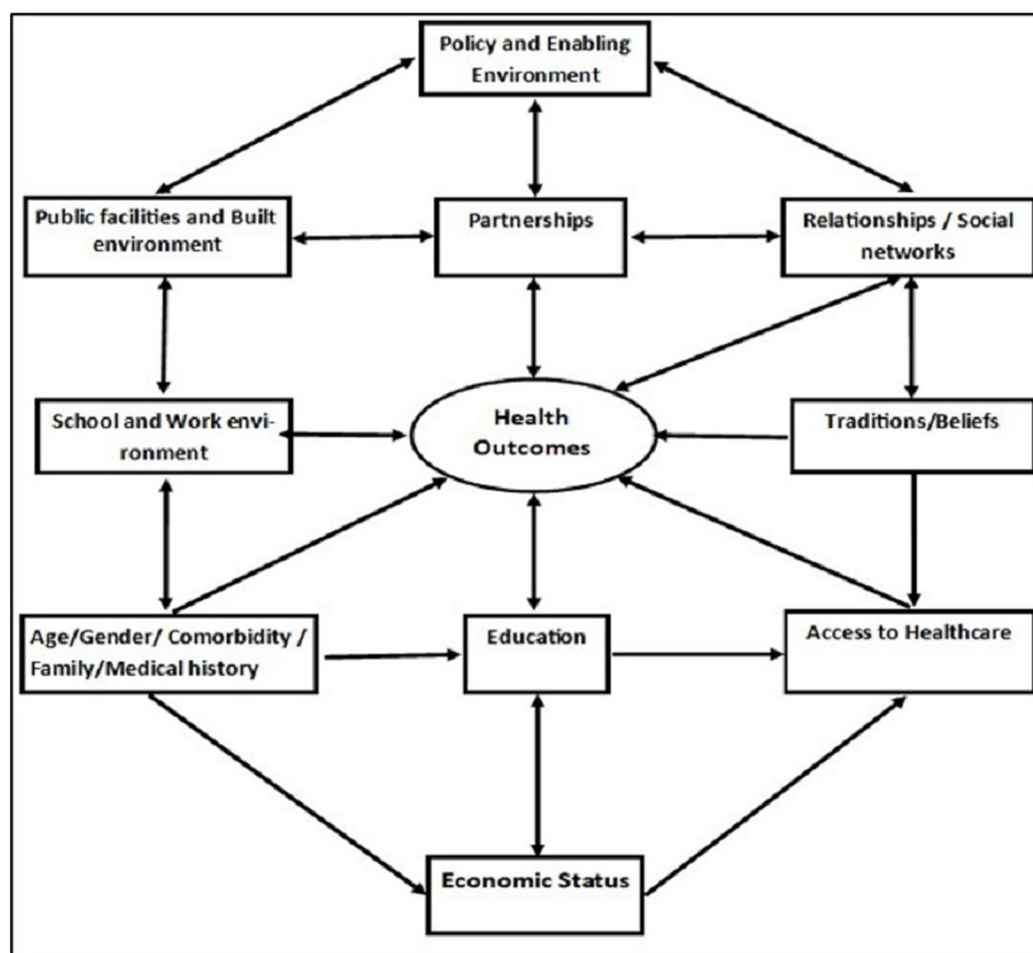 Policy and Enabling
Environment
Public facilities and Built
environment
Partnerships
Relationships / Social
networks
School and Work envi-
ronment
Health
Outcomes
Traditions/Beliefs
Age/Gender/ Comorbidity /
Family/Medical history
Education
Access to Healthcare
Economic Status